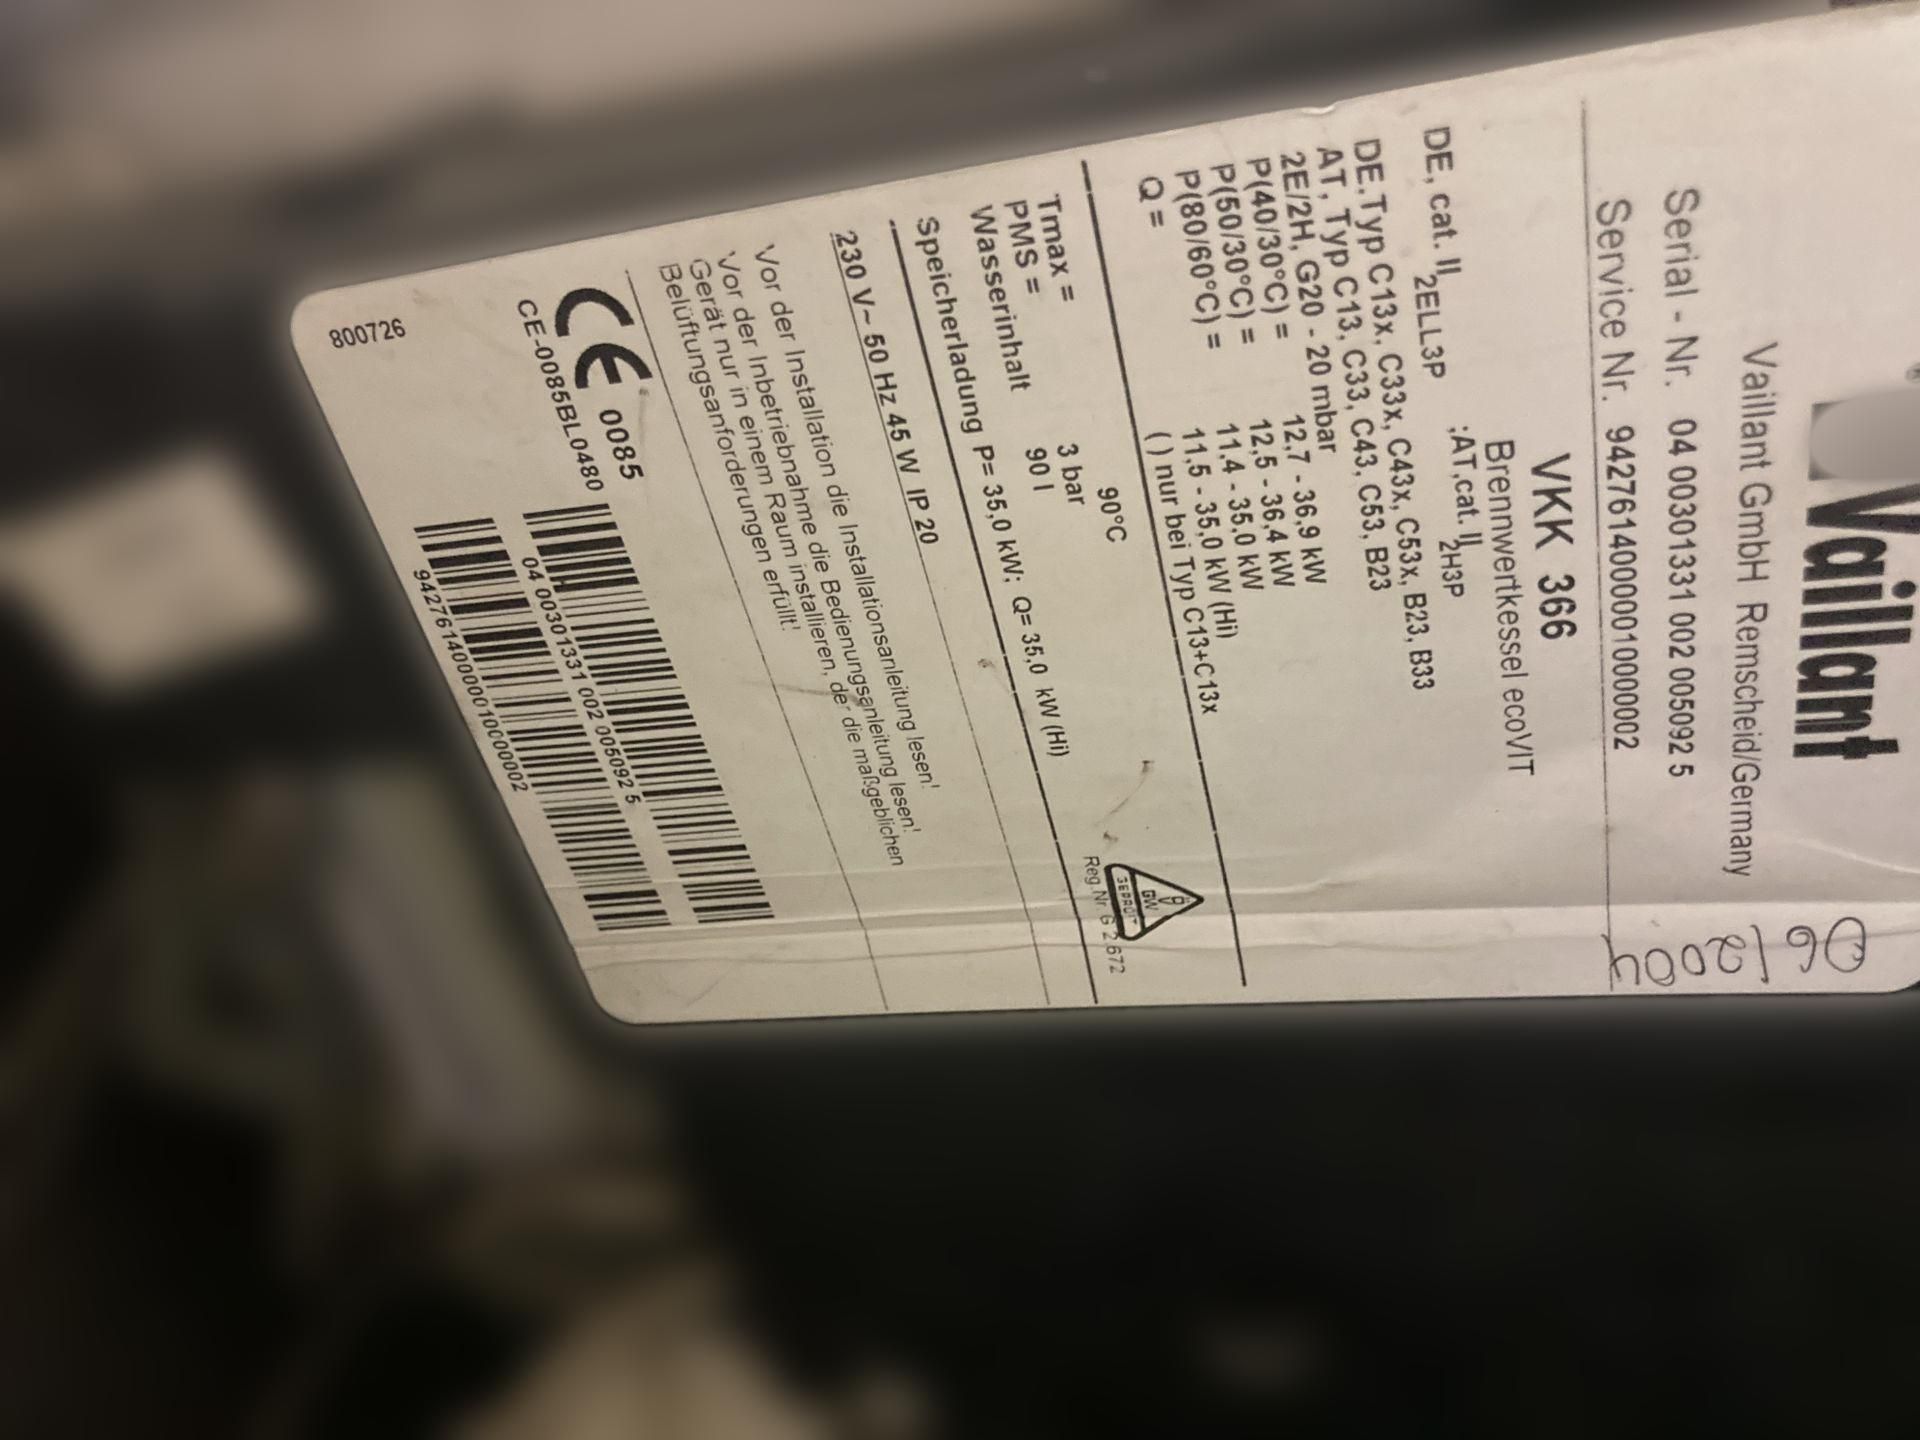 Vaillant
Vaillant GmbH Remscheid/Germany
Serial - Nr. 04 00301331 002 005092 5
Service Nr. 9427614000000100000002
VKK 366
Brennwertkessel ecoVIT
DE, cat. II2ELL3P ;AT,cat. II2H3P
DE.Typ C13x, C33x, C43x, C53x, B23, B33
AT, Typ C13, C33, C43, C53, B23
2E/2H, G20 - 20 mbar
P(40/30°C) = 12,7 - 36,9 kW
P(50/30°C) = 12,5 - 36,4 kW
P(80/60°C) = 11,4 - 35,0 kW
Q = 11,5 - 35,0 kW (Hi)
( ) nur bei Typ C13+C13x
Tmax = 90°C
PMS = 3 bar
Wasserinhalt 90 l
DVGW
GEPRÜFT
Reg.Nr. G 2.672
Speicherladung P= 35,0 kW; Q= 35,0 kW (Hi)
230 V~ 50 Hz 45 W IP 20
Vor der Installation die Installationsanleitung lesen!
Vor der Inbetriebnahme die Bedienungsanleitung lesen!
Gerät nur in einem Raum installieren, der die maßgeblichen
Belüftungsanforderungen erfüllt!
CE 0085
CE-0085BL0480
04 00301331 002 005092 5
9427614000000100000002
800726